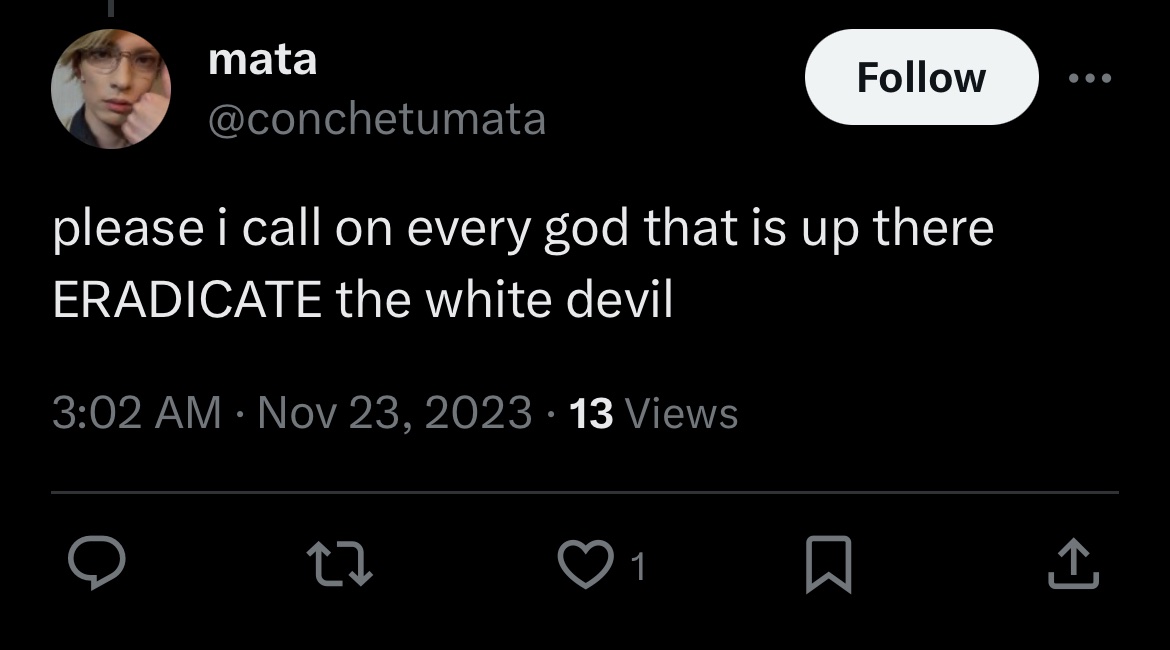 mata
Follow
@conchetumata
please i call on every god that is up there
ERADICATE the white devil
3:02 AM · Nov 23, 2023 · 13 Views
1